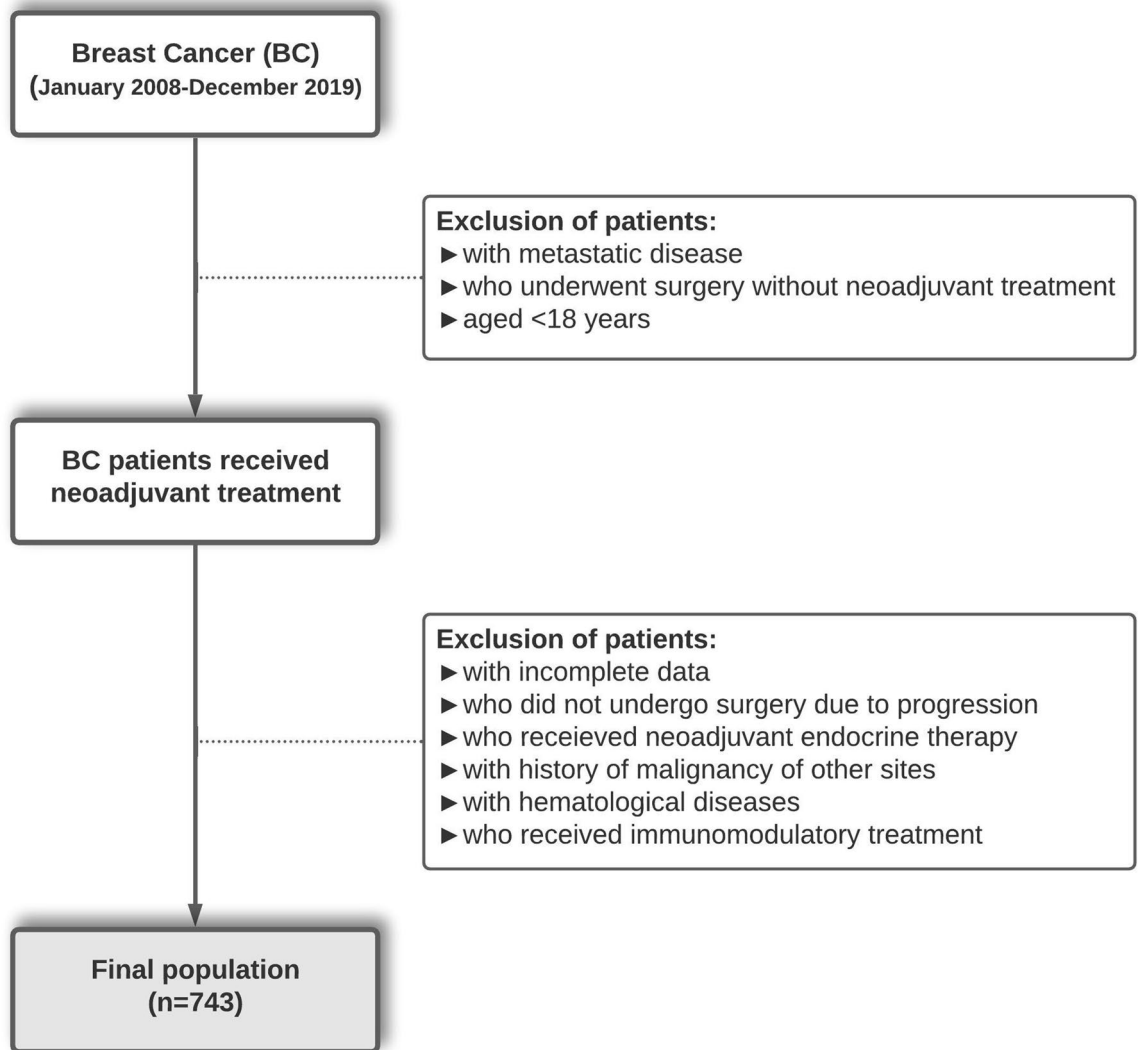 Breast Cancer (BC)
(January 2008-December 2019)
Exclusion of patients:
►with metastatic disease
►who underwent surgery without neoadjuvant treatment
►aged <18 years
BC patients received
neoadjuvant treatment
Exclusion of patients:
►with incomplete data
►who did not undergo surgery due to progression
►who receieved neoadjuvant endocrine therapy
►with history of malignancy of other sites
►with hematological diseases
►who received immunomodulatory treatment
Final population
(n=743)